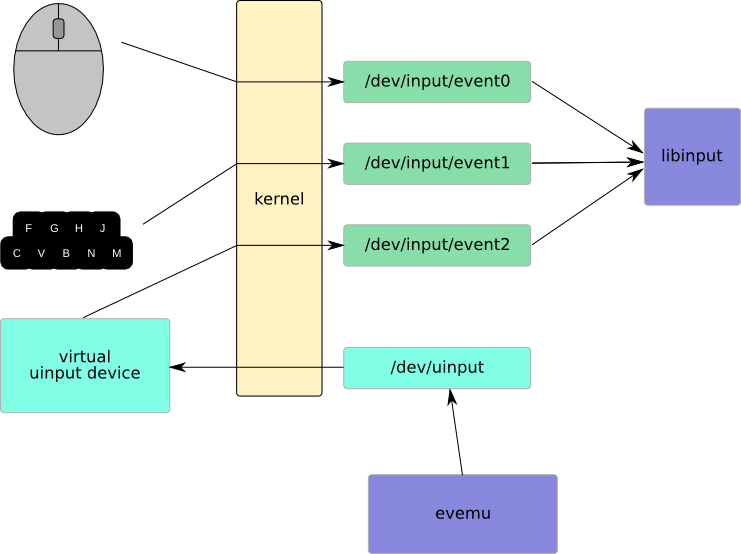 /dev/input/event0
libinput
/dev/input/event1
kernel
F G H J
C V B N M
/dev/input/event2
virtual
uinput device
/dev/uinput
evemu